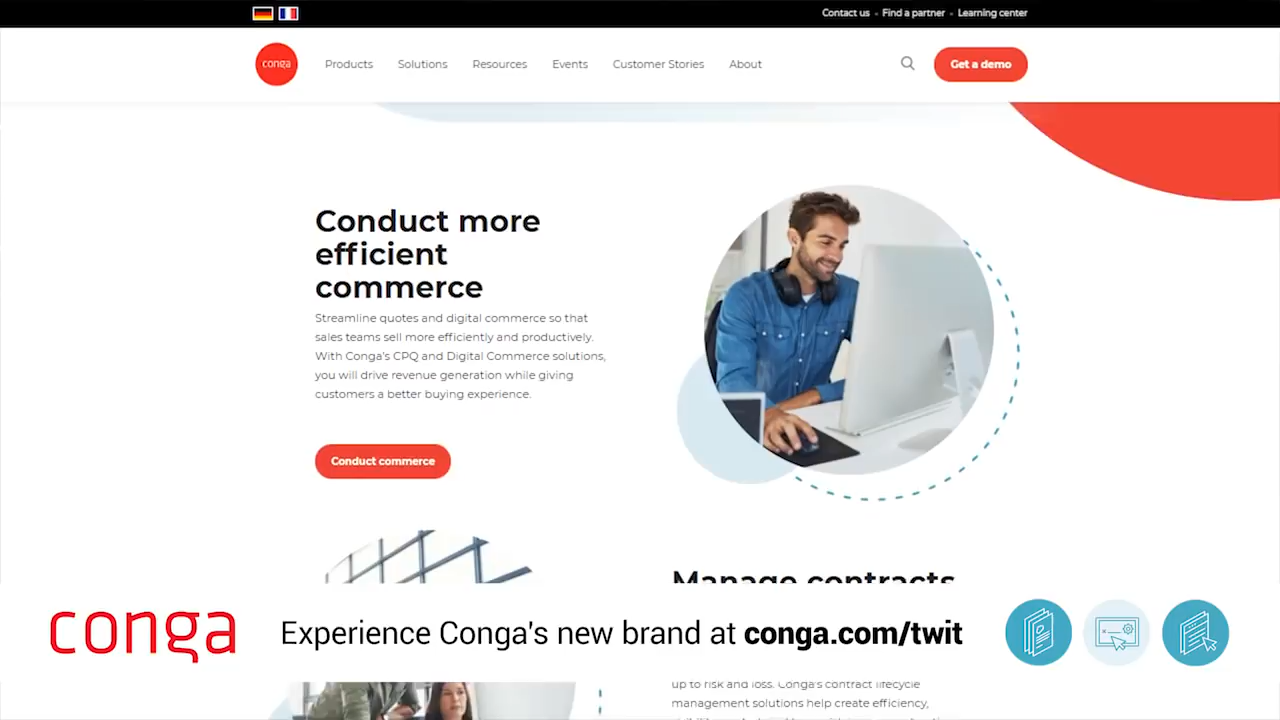 Contact us - Find a partner - Learning center
conga Products Solutions Resources Events Customer Stories About Get a demo
Conduct more
efficient
commerce
Streamline quotes and digital commerce so that
sales teams sell more efficiently and productively.
With Conga's CPQ and Digital Commerce solutions,
you will drive revenue generation while giving
customers a better buying experience.
Conduct commerce
Manage contracts
conga Experience Conga's new brand at conga.com/twit
up to risk and loss. Conga's contract lifecycle
management solutions help create efficiency,